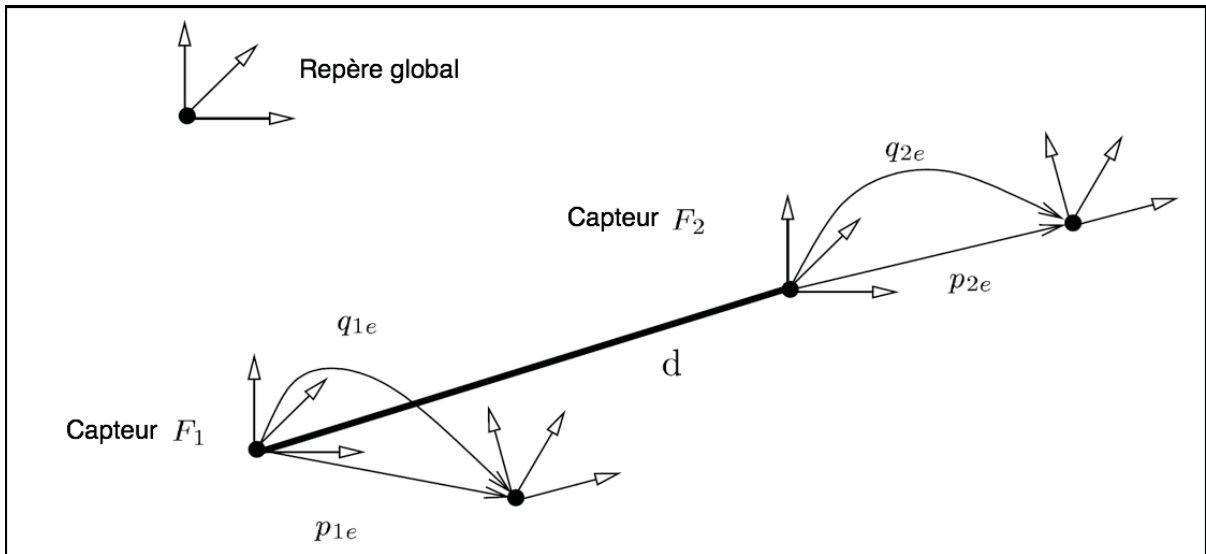 Repère global
q₂ₑ
Capteur F₂
p₂ₑ
q₁ₑ
d
Capteur F₁
p₁ₑ